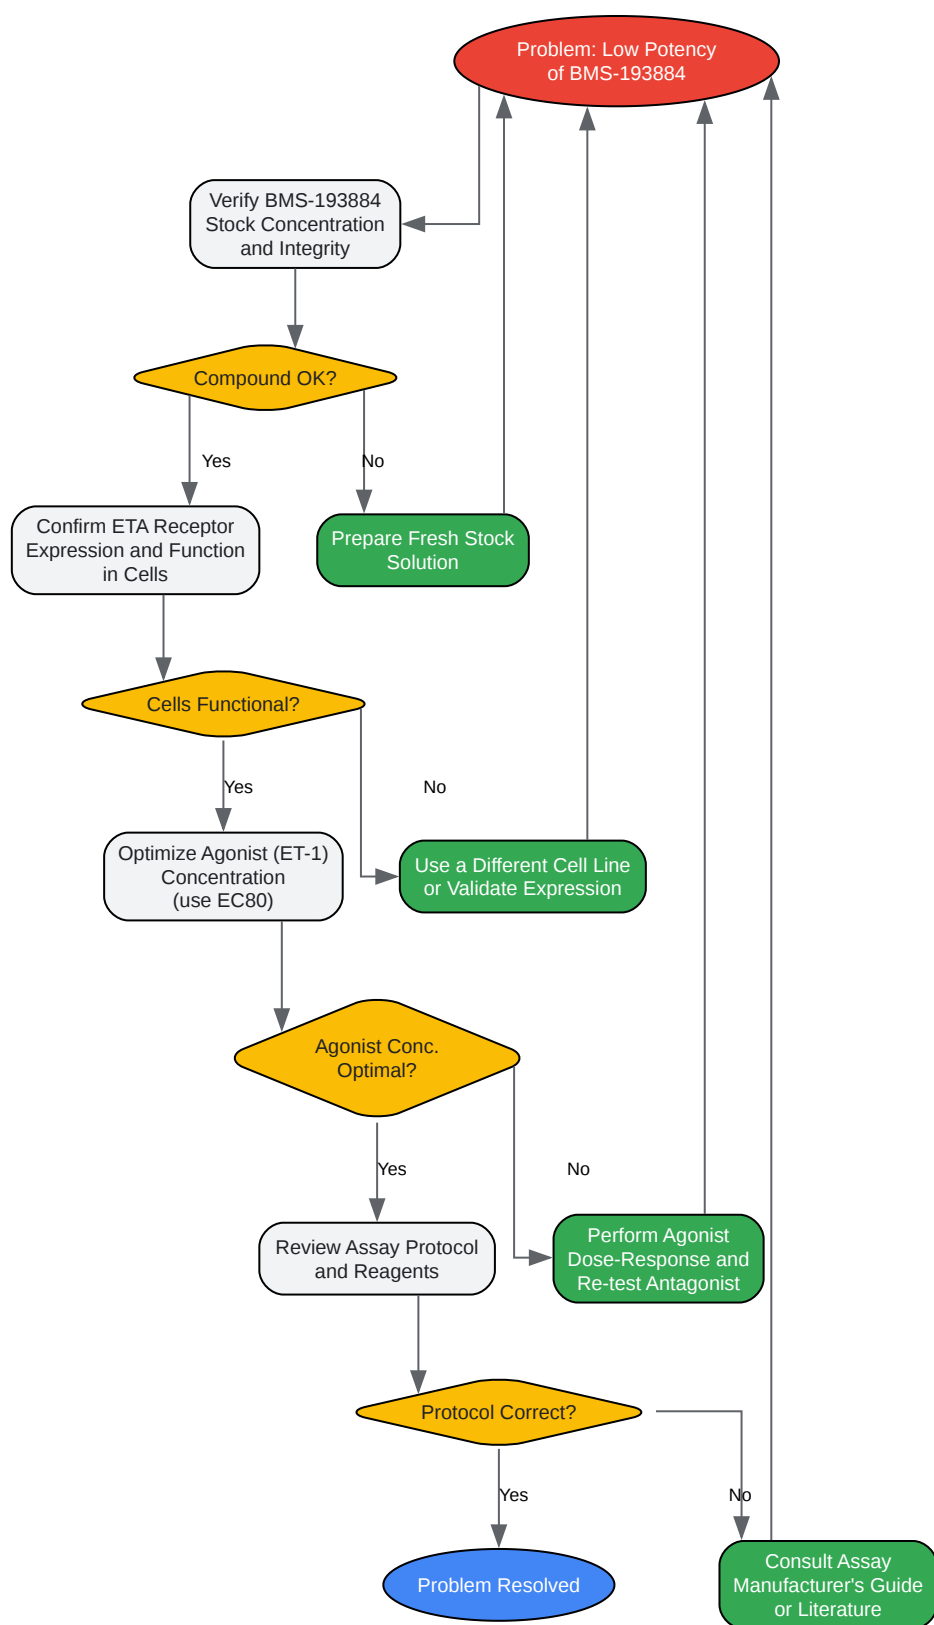 Problem: Low Potency
of BMS-193884
Verify BMS-193884
Stock Concentration
and Integrity
Compound OK?
Yes
No
Confirm ETA Receptor
Expression and Function
in Cells
Prepare Fresh Stock
Solution
Cells Functional?
Yes
No
Optimize Agonist (ET-1)
Concentration
(use EC80)
Use a Different Cell Line
or Validate Expression
Agonist Conc.
Optimal?
Yes
No
Review Assay Protocol
and Reagents
Perform Agonist
Dose-Response and
Re-test Antagonist
Protocol Correct?
Yes
No
Problem Resolved
Consult Assay
Manufacturer's Guide
or Literature